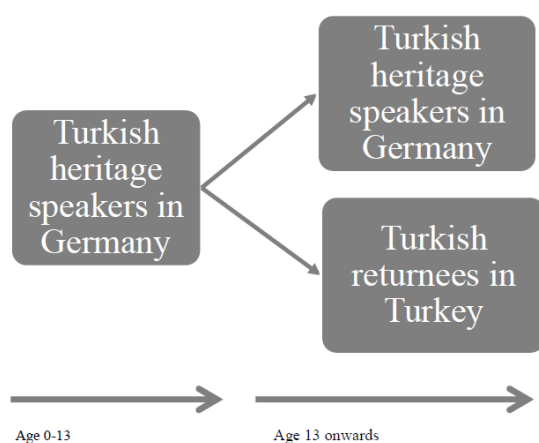 Turkish
heritage
speakers in
Germany
Turkish
heritage
speakers in
Germany
Turkish
returnees in
Turkey
Age 0-13
Age 13 onwards